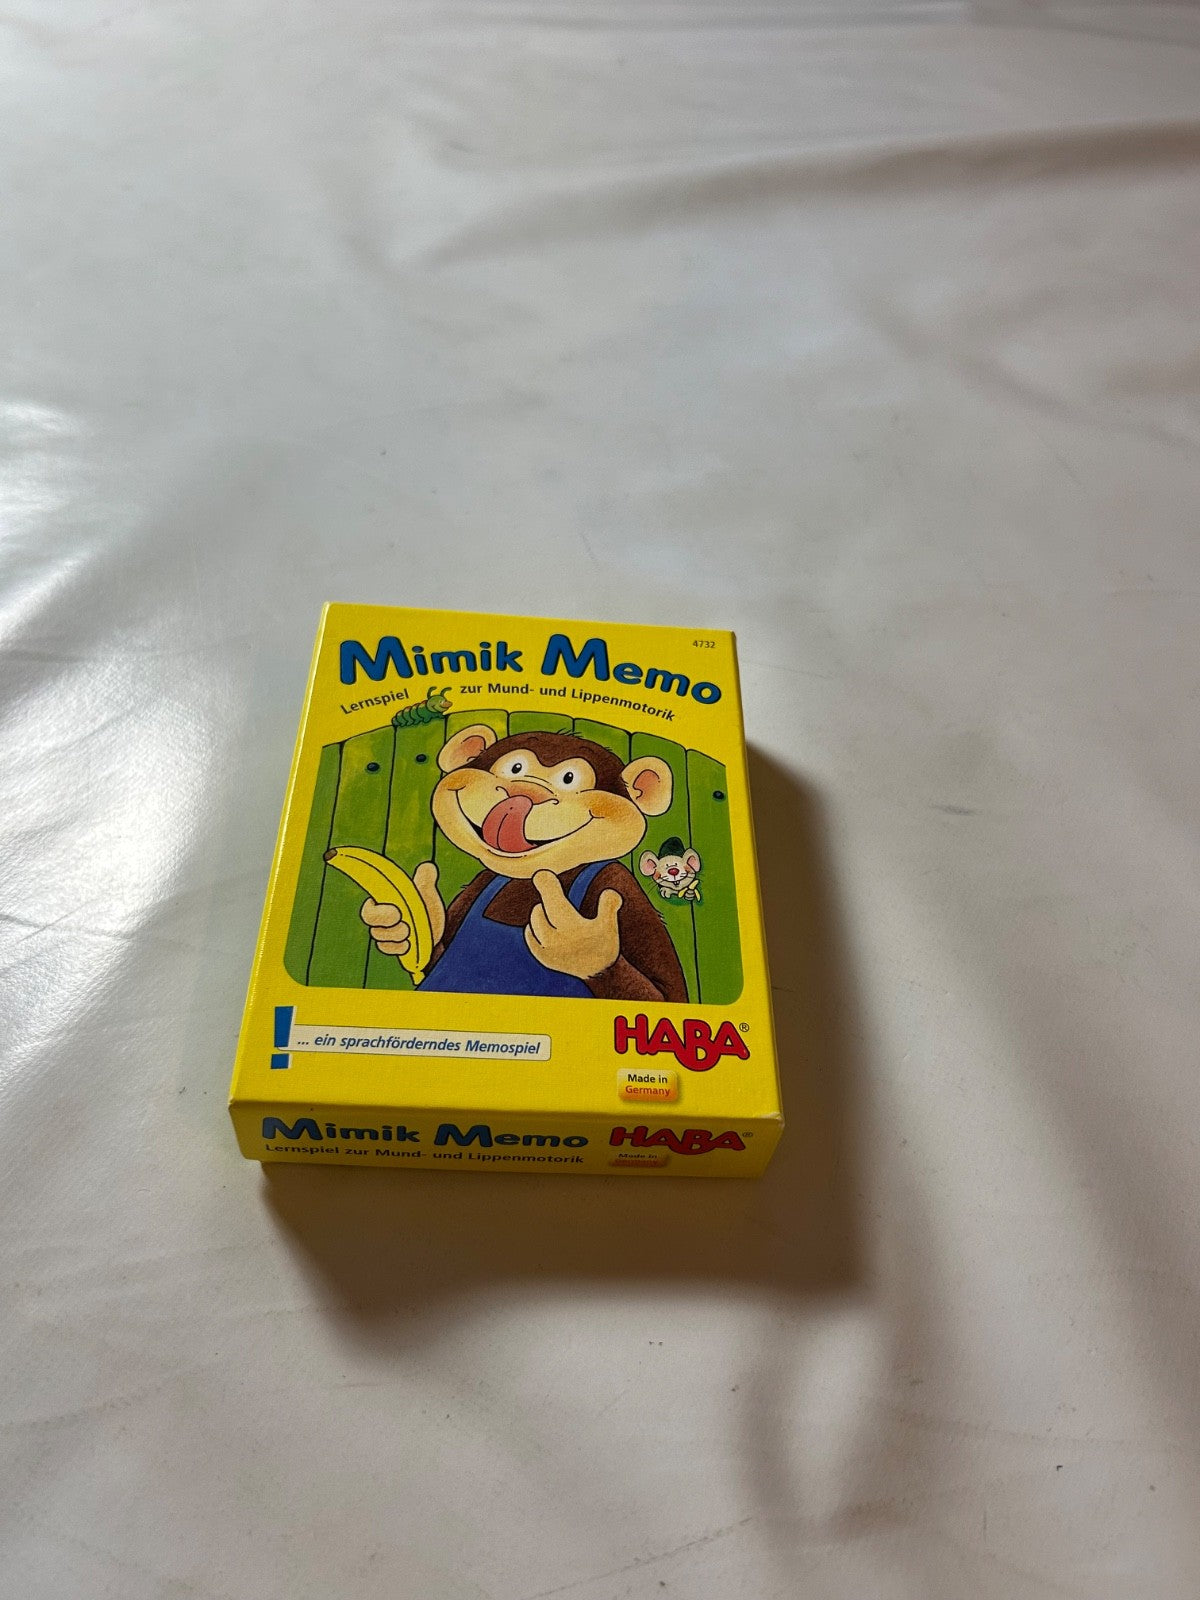 4732
Mimik Memo
Lernspiel zur Mund- und Lippenmotorik
! ... ein sprachförderndes Memospiel
HABA®
Made in
Germany
Mimik Memo HABA®
Lernspiel zur Mund- und Lippenmotorik
Made in
Germany